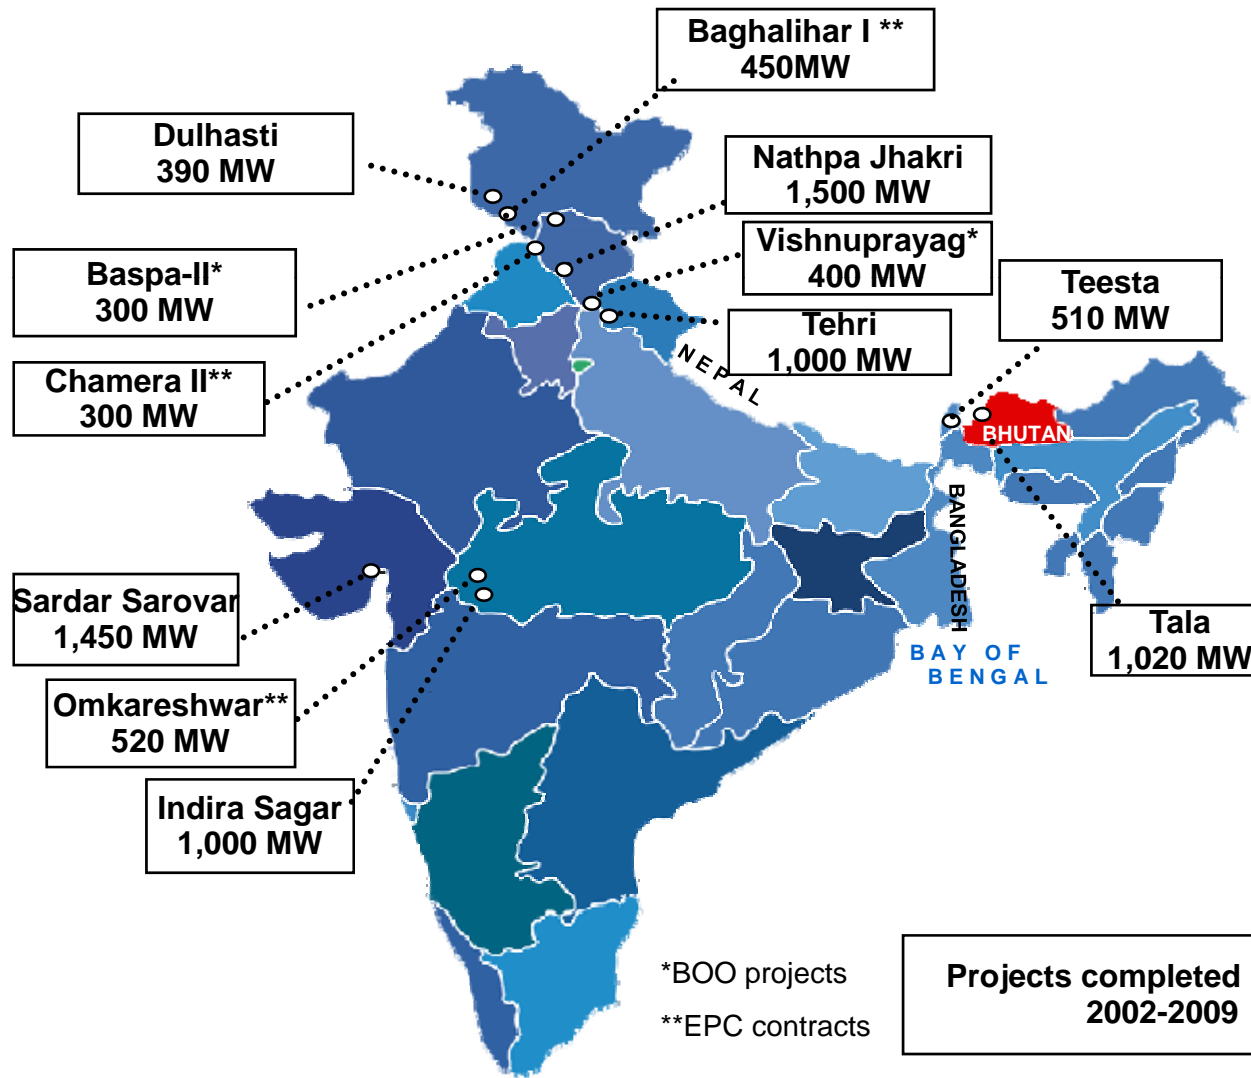 Baghalihar I **
450MW
Dulhasti
390 MW
Nathpa Jhakri
1,500 MW
Vishnuprayag*
400 MW
Baspa-II*
300 MW
Teesta
510 MW
Tehri
1,000 MW
Chamera II**
300 MW
NEPAL
BHUTAN
BANGLADESH
Sardar Sarovar
1,450 MW
Tala
1,020 MW
BAY OF
BENGAL
Omkareshwar**
520 MW
Indira Sagar
1,000 MW
*BOO projects
**EPC contracts
Projects completed
2002-2009